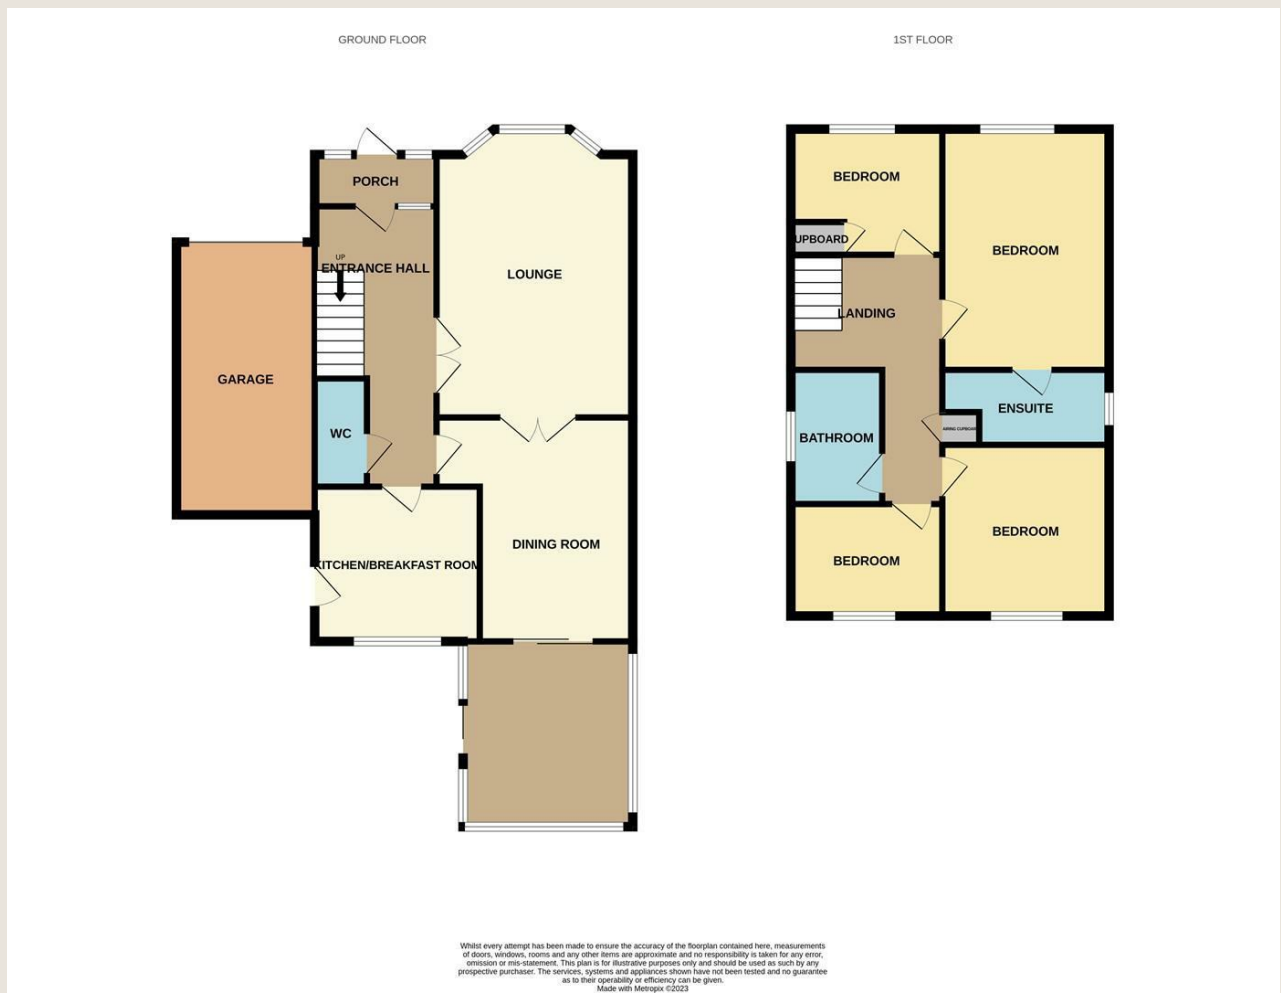 GROUND FLOOR
1ST FLOOR
PORCH
UP
ENTRANCE HALL
LOUNGE
GARAGE
WC
KITCHEN/BREAKFAST ROOM
DINING ROOM
BEDROOM
UPBOARD
BEDROOM
LANDING
ENSUITE
AIRING CUPBOARD
BATHROOM
BEDROOM
BEDROOM
Whilst every attempt has been made to ensure the accuracy of the floorplan contained here, measurements
of doors, windows, rooms and any other items are approximate and no responsibility is taken for any error,
omission or mis-statement. This plan is for illustrative purposes only and should be used as such by any
prospective purchaser. The services, systems and appliances shown have not been tested and no guarantee
as to their operability or efficiency can be given.
Made with Metropix ©2023